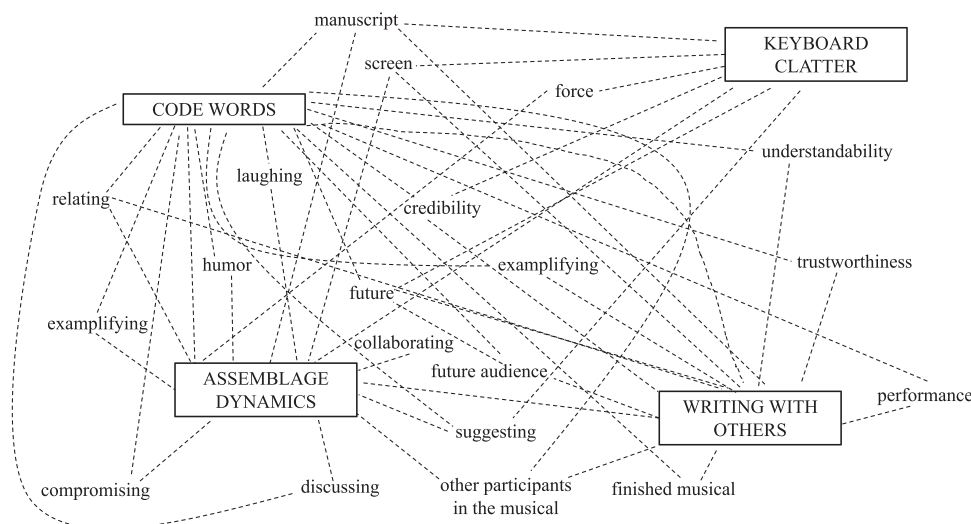 manuscript
KEYBOARD
CLATTER
screen
force
CODE WORDS
understandability
laughing
relating
credibility
humor
examplifying
trustworthiness
future
examplifying
collaborating
ASSEMBLAGE
DYNAMICS
future audience
performance
WRITING WITH
OTHERS
suggesting
compromising
discussing
other participants
in the musical
finished musical